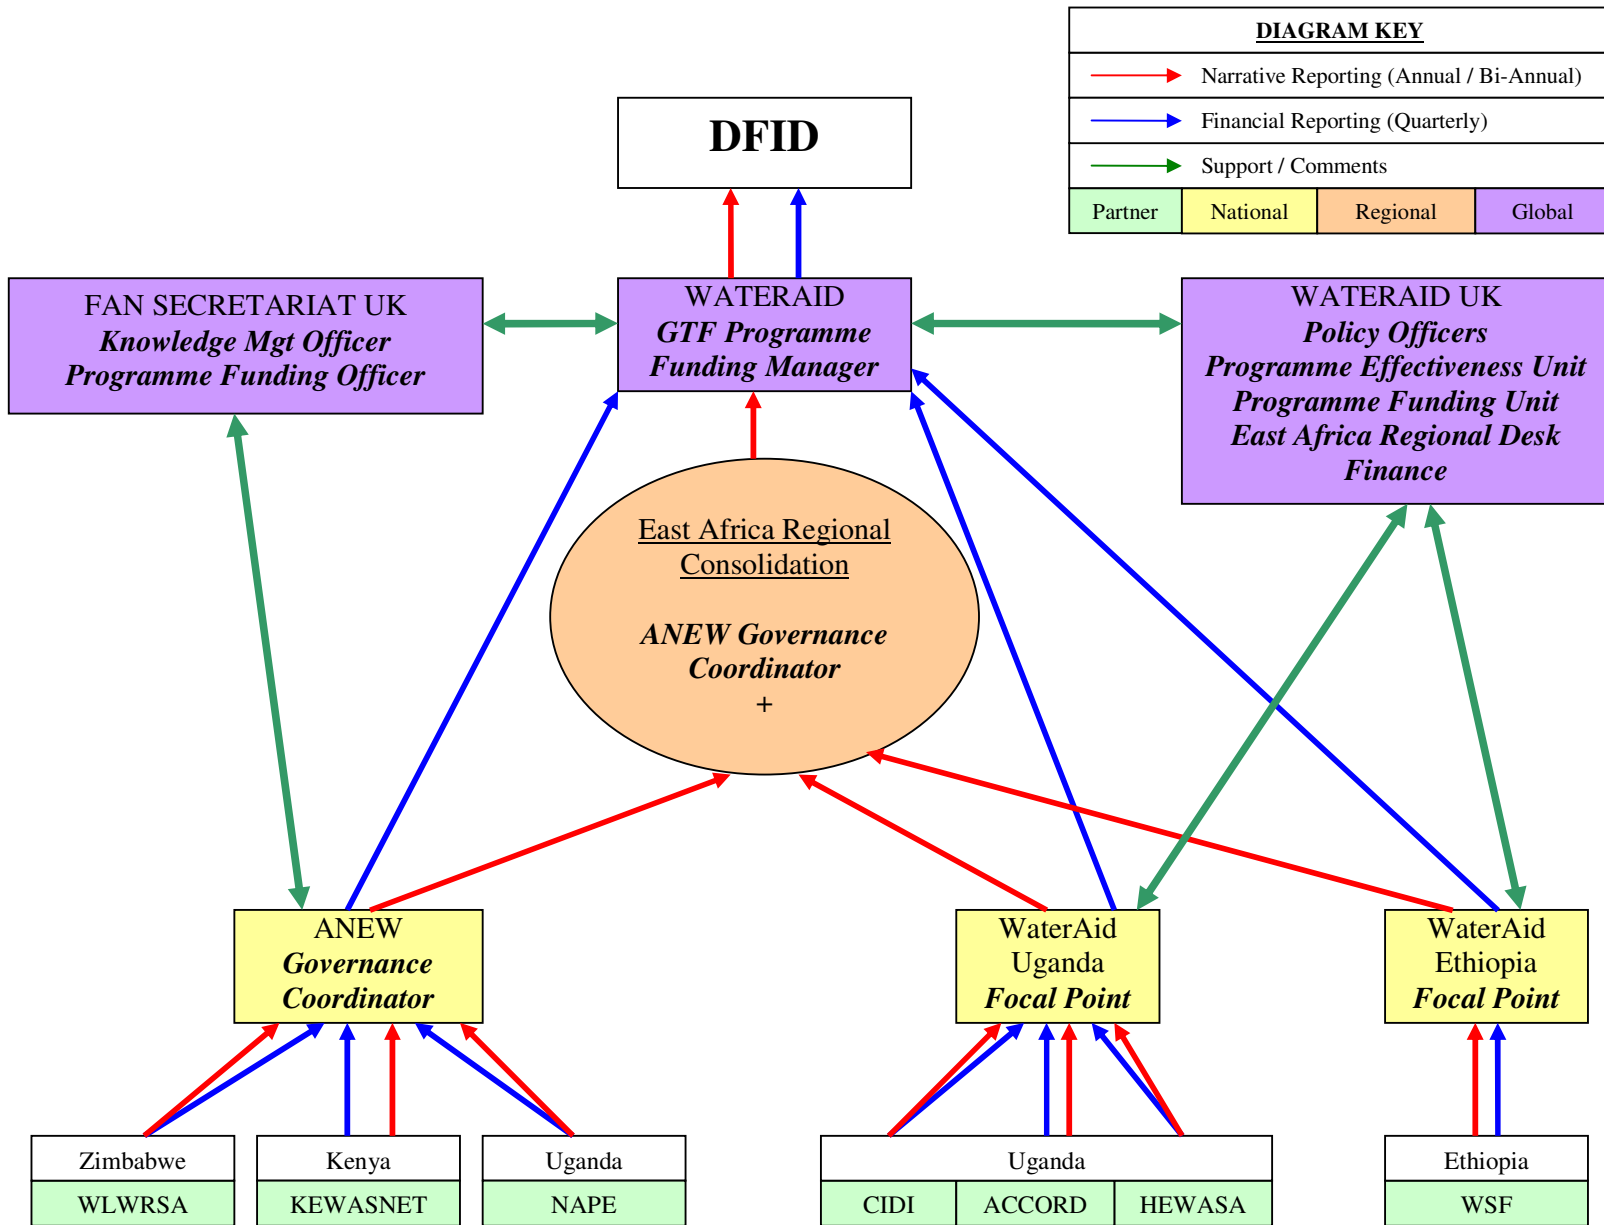 DIAGRAM KEY
Narrative Reporting (Annual / Bi-Annual)
Financial Reporting (Quarterly)
Support / Comments
Partner
National
Regional
Global
DFID
FAN SECRETARIAT UK
Knowledge Mgt Officer
Programme Funding Officer
WATERAID
GTF Programme
Funding Manager
WATERAID UK
Policy Officers
Programme Effectiveness Unit
Programme Funding Unit
East Africa Regional Desk
Finance
East Africa Regional
Consolidation
ANEW Governance
Coordinator
+
ANEW
Governance
Coordinator
WaterAid
Uganda
Focal Point
WaterAid
Ethiopia
Focal Point
Zimbabwe
WLWRSA
Kenya
KEWASNET
Uganda
NAPE
Uganda
CIDI
ACCORD
HEWASA
Ethiopia
WSF